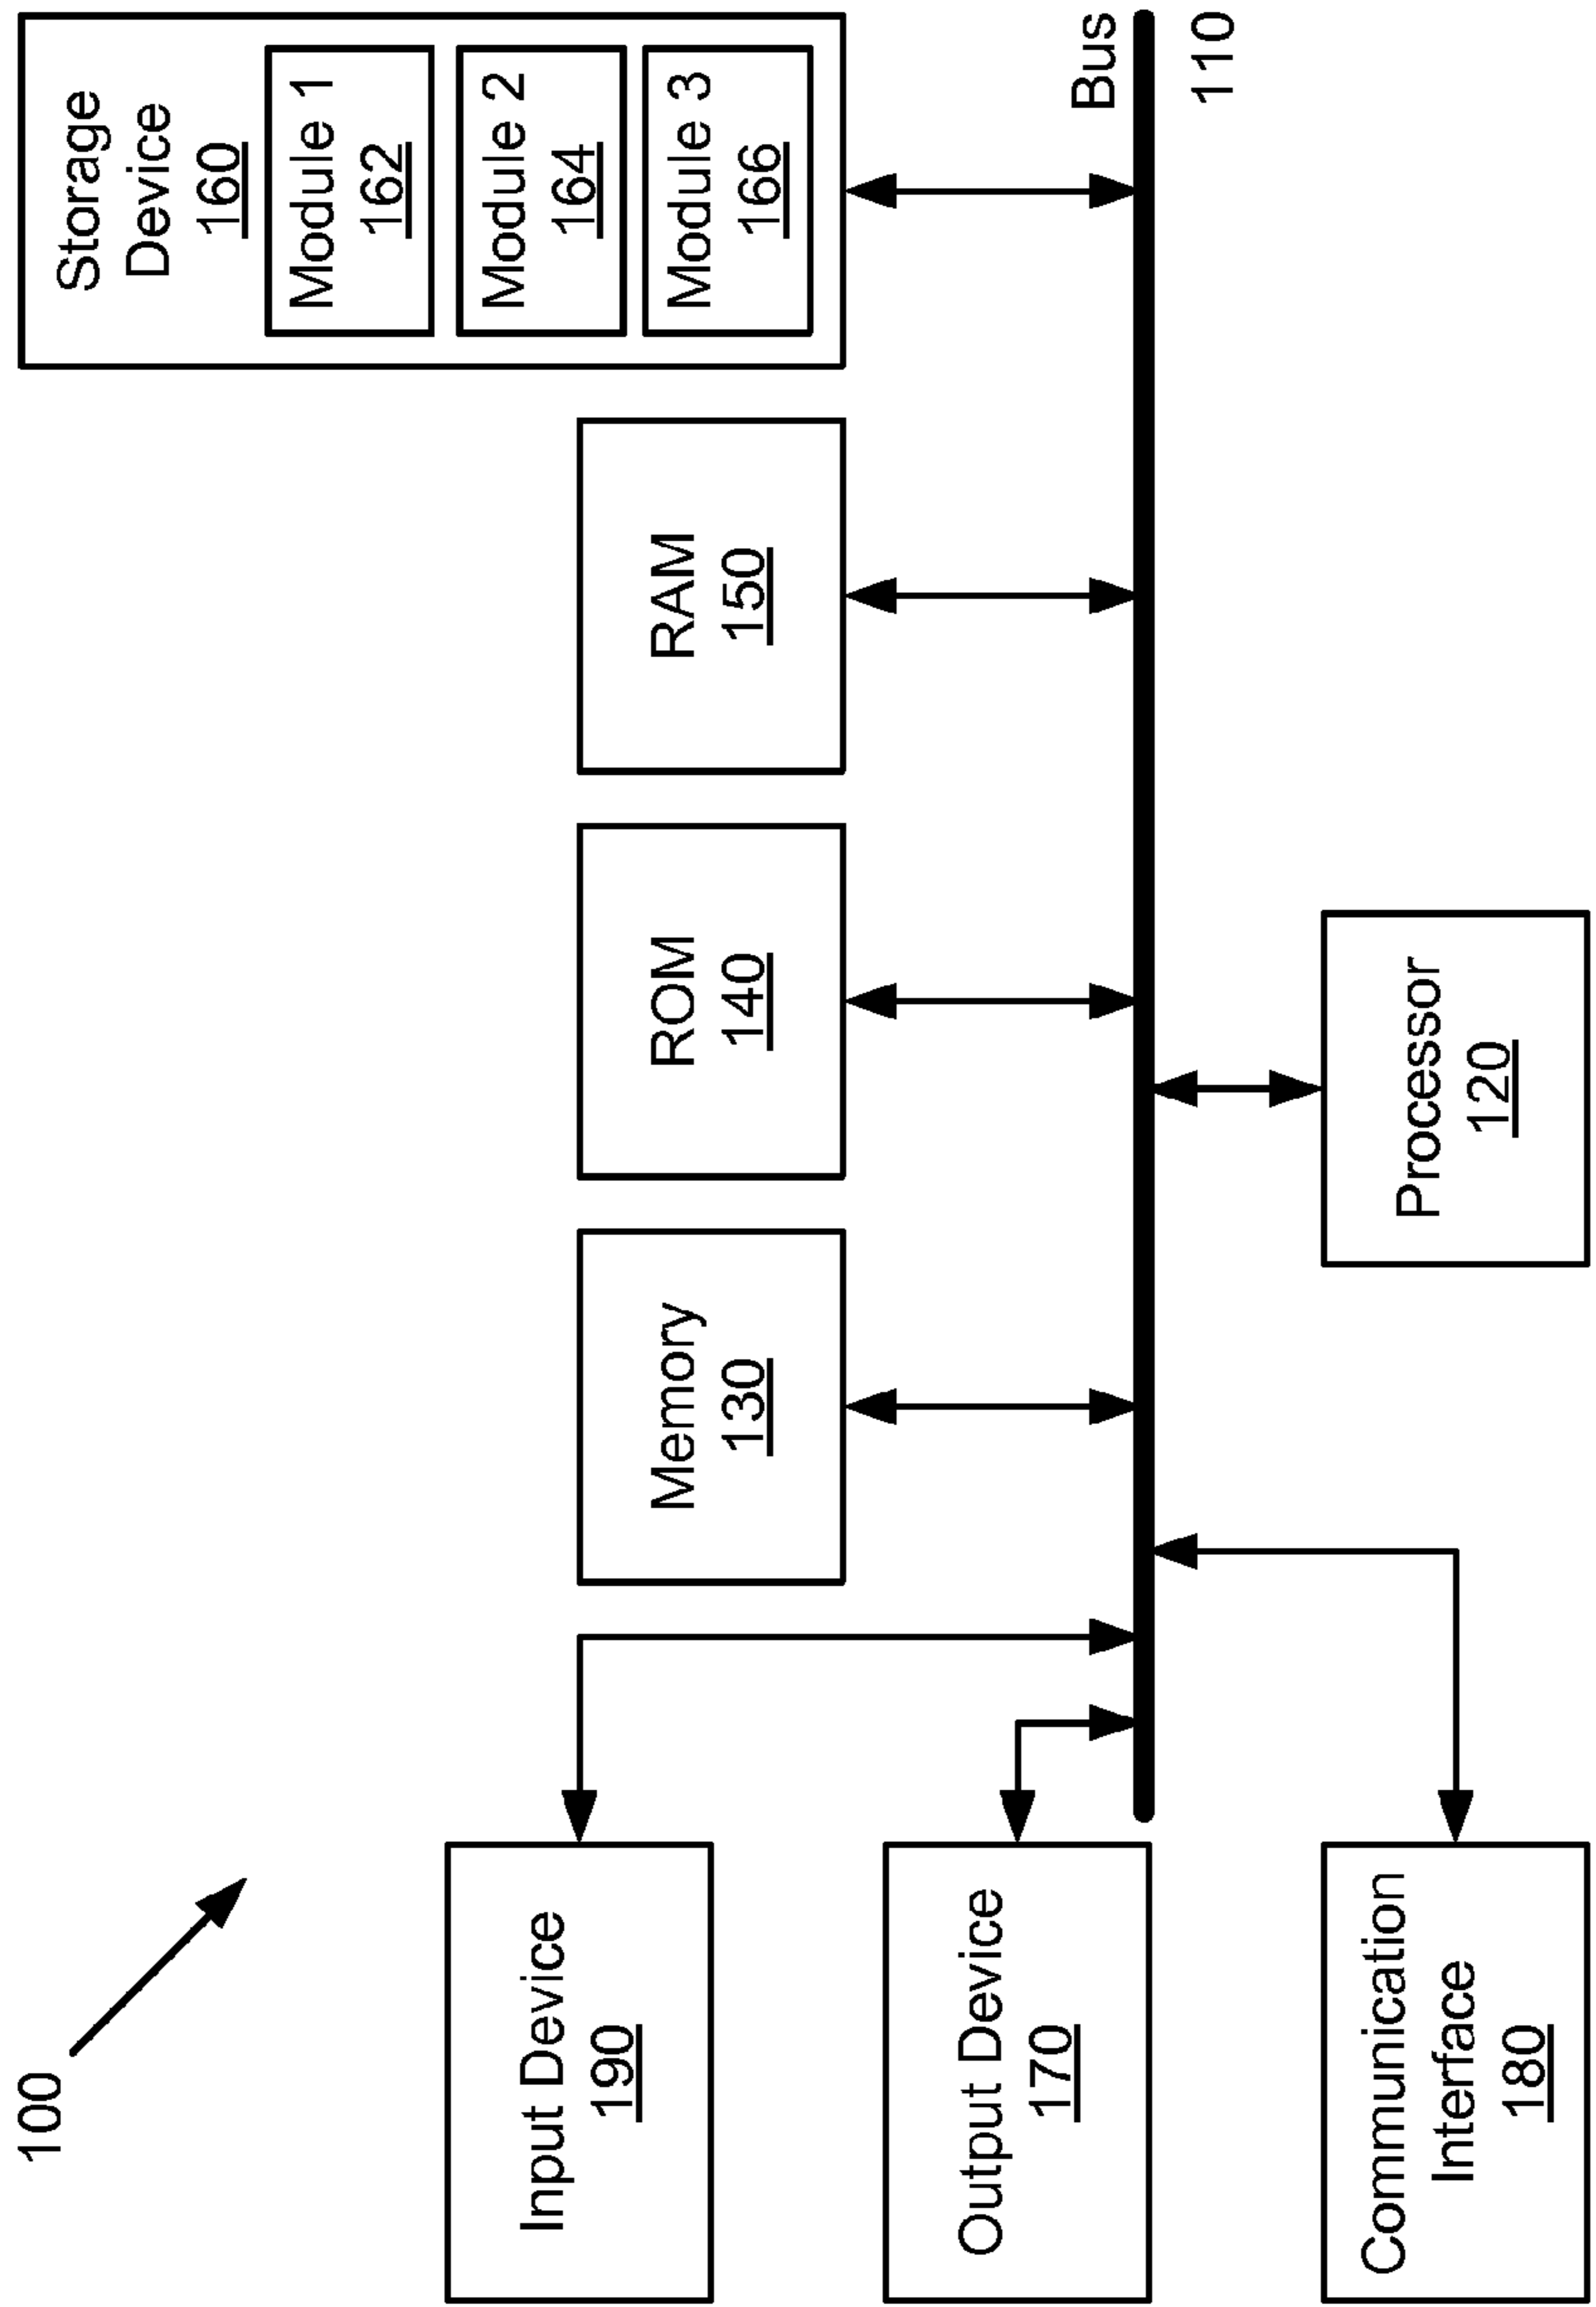 100
Input Device
190
Memory
130
ROM
140
RAM
150
Storage
Device
160
Module 1
162
Module 2
164
Module 3
166
Output Device
170
Bus
110
Communication
Interface
180
Processor
120